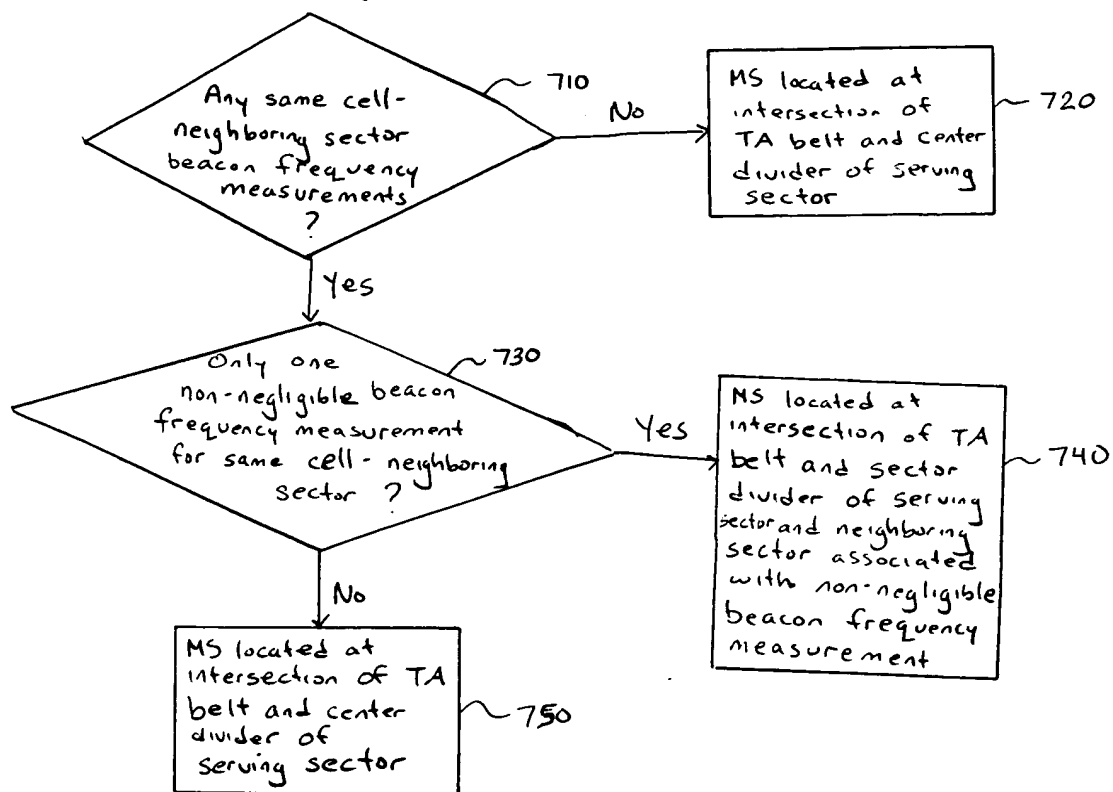 Any same cell-
neighboring sector
beacon frequency
measurements
?
710
No
MS located at
intersection of
TA belt and center
divider of serving
sector
720
Yes
Only one
non-negligible beacon
frequency measurement
for same cell-neighboring
sector ?
730
Yes
MS located at
intersection of TA
belt and sector
divider of serving
sector and neighboring
sector associated
with non-negligible
beacon frequency
measurement
740
No
MS located at
intersection of TA
belt and center
divider of
serving sector
750